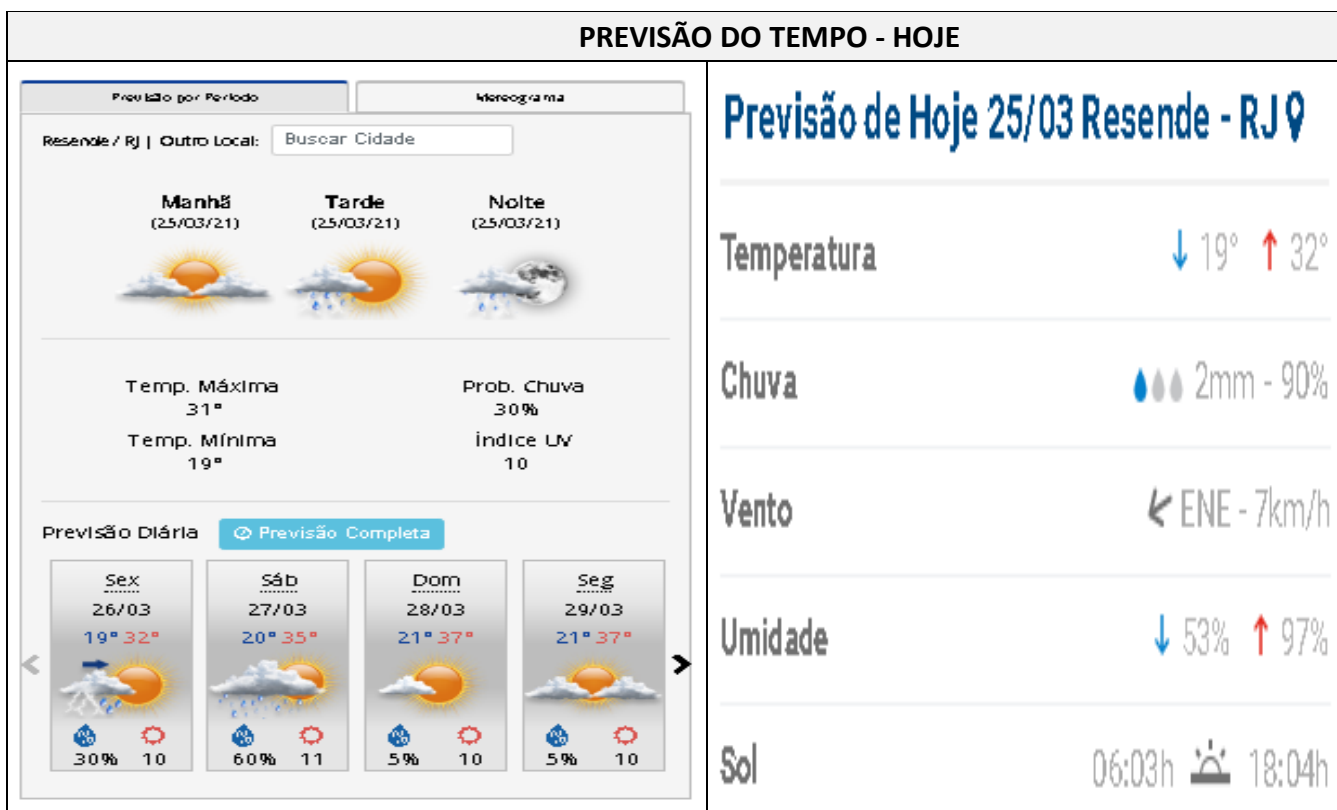 PREVISÃO DO TEMPO - HOJE
Previsão por Período
Meteograma
Resende / RJ | Outro Local: Buscar Cidade
Manhã Tarde Noite
(25/03/21) (25/03/21) (25/03/21)
Temp. Máxima Prob. Chuva
31° 30%
Temp. Mínima Índice UV
19° 10
Previsão Diária Previsão Completa
Sex Sáb Dom Seg
26/03 27/03 28/03 29/03
19° 32° 20° 35° 21° 37° 21° 37°
30% 10 60% 11 5% 10 5% 10
Previsão de Hoje 25/03 Resende - RJ
Temperatura 19° 32°
Chuva 2mm - 90%
Vento ENE - 7km/h
Umidade 53% 97%
Sol 06:03h 18:04h